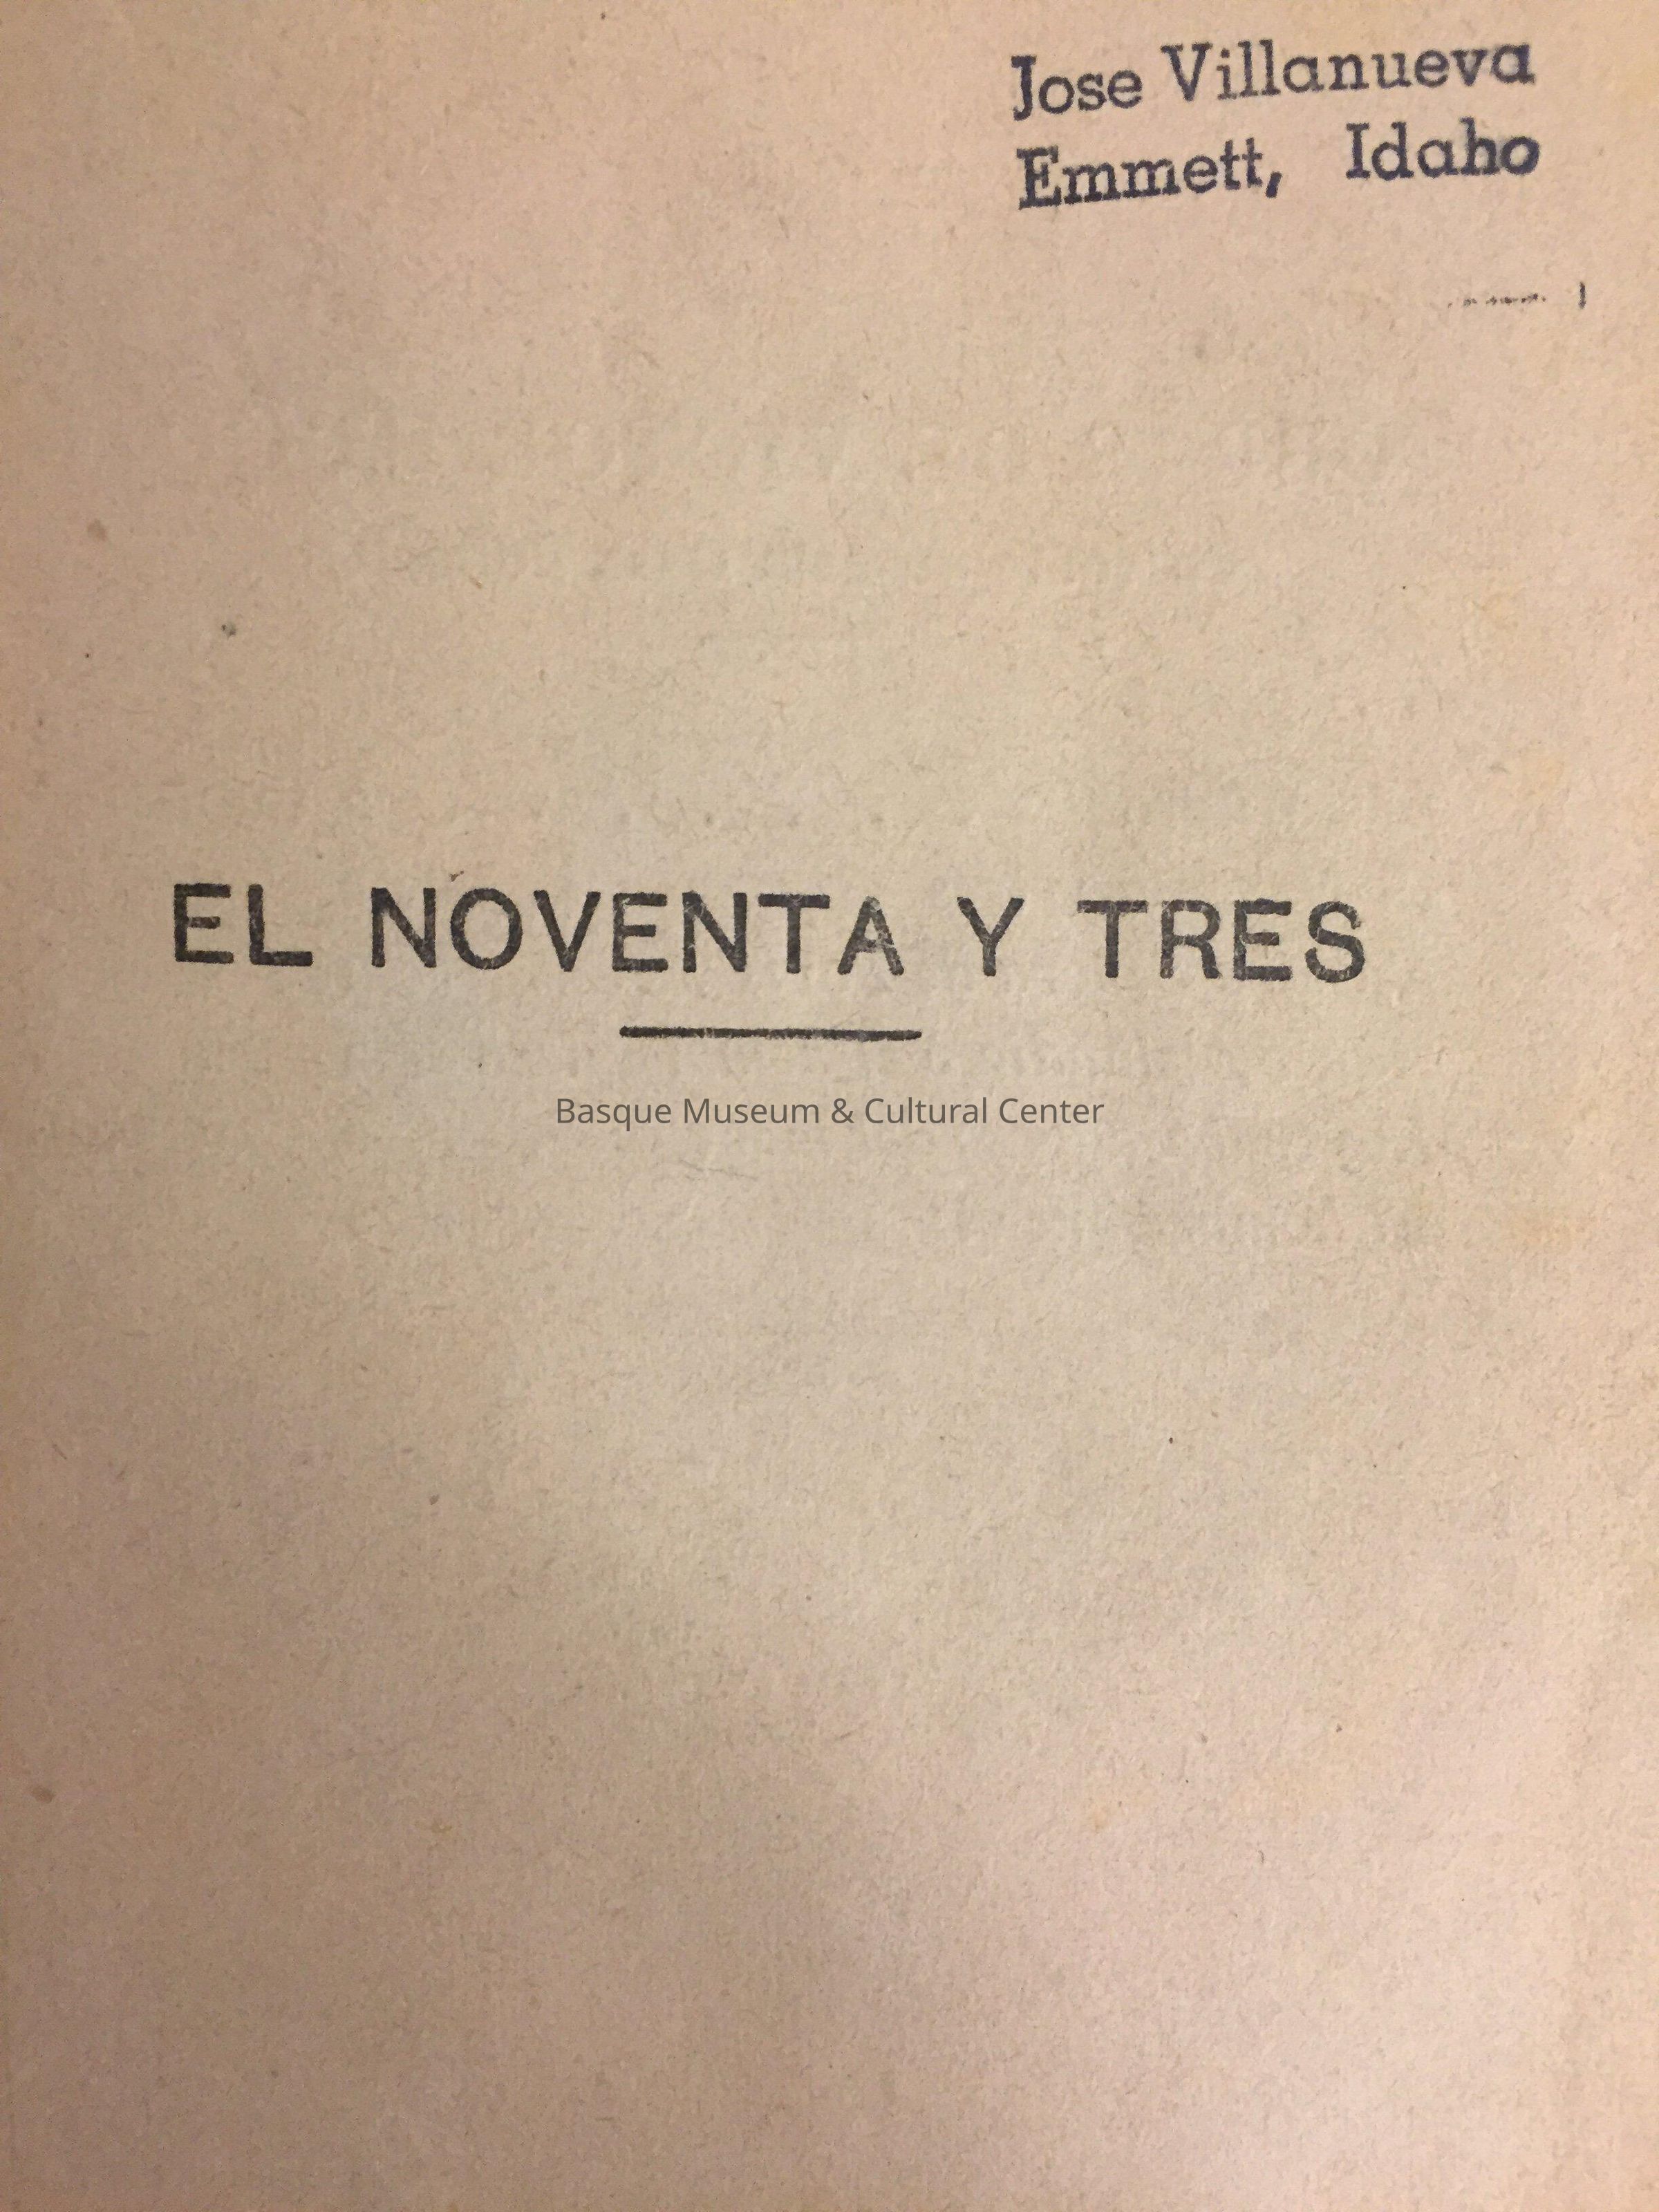 Jose Villanueva
Emmett, Idaho
EL NOVENTA Y TRES
Basque Museum & Cultural Center